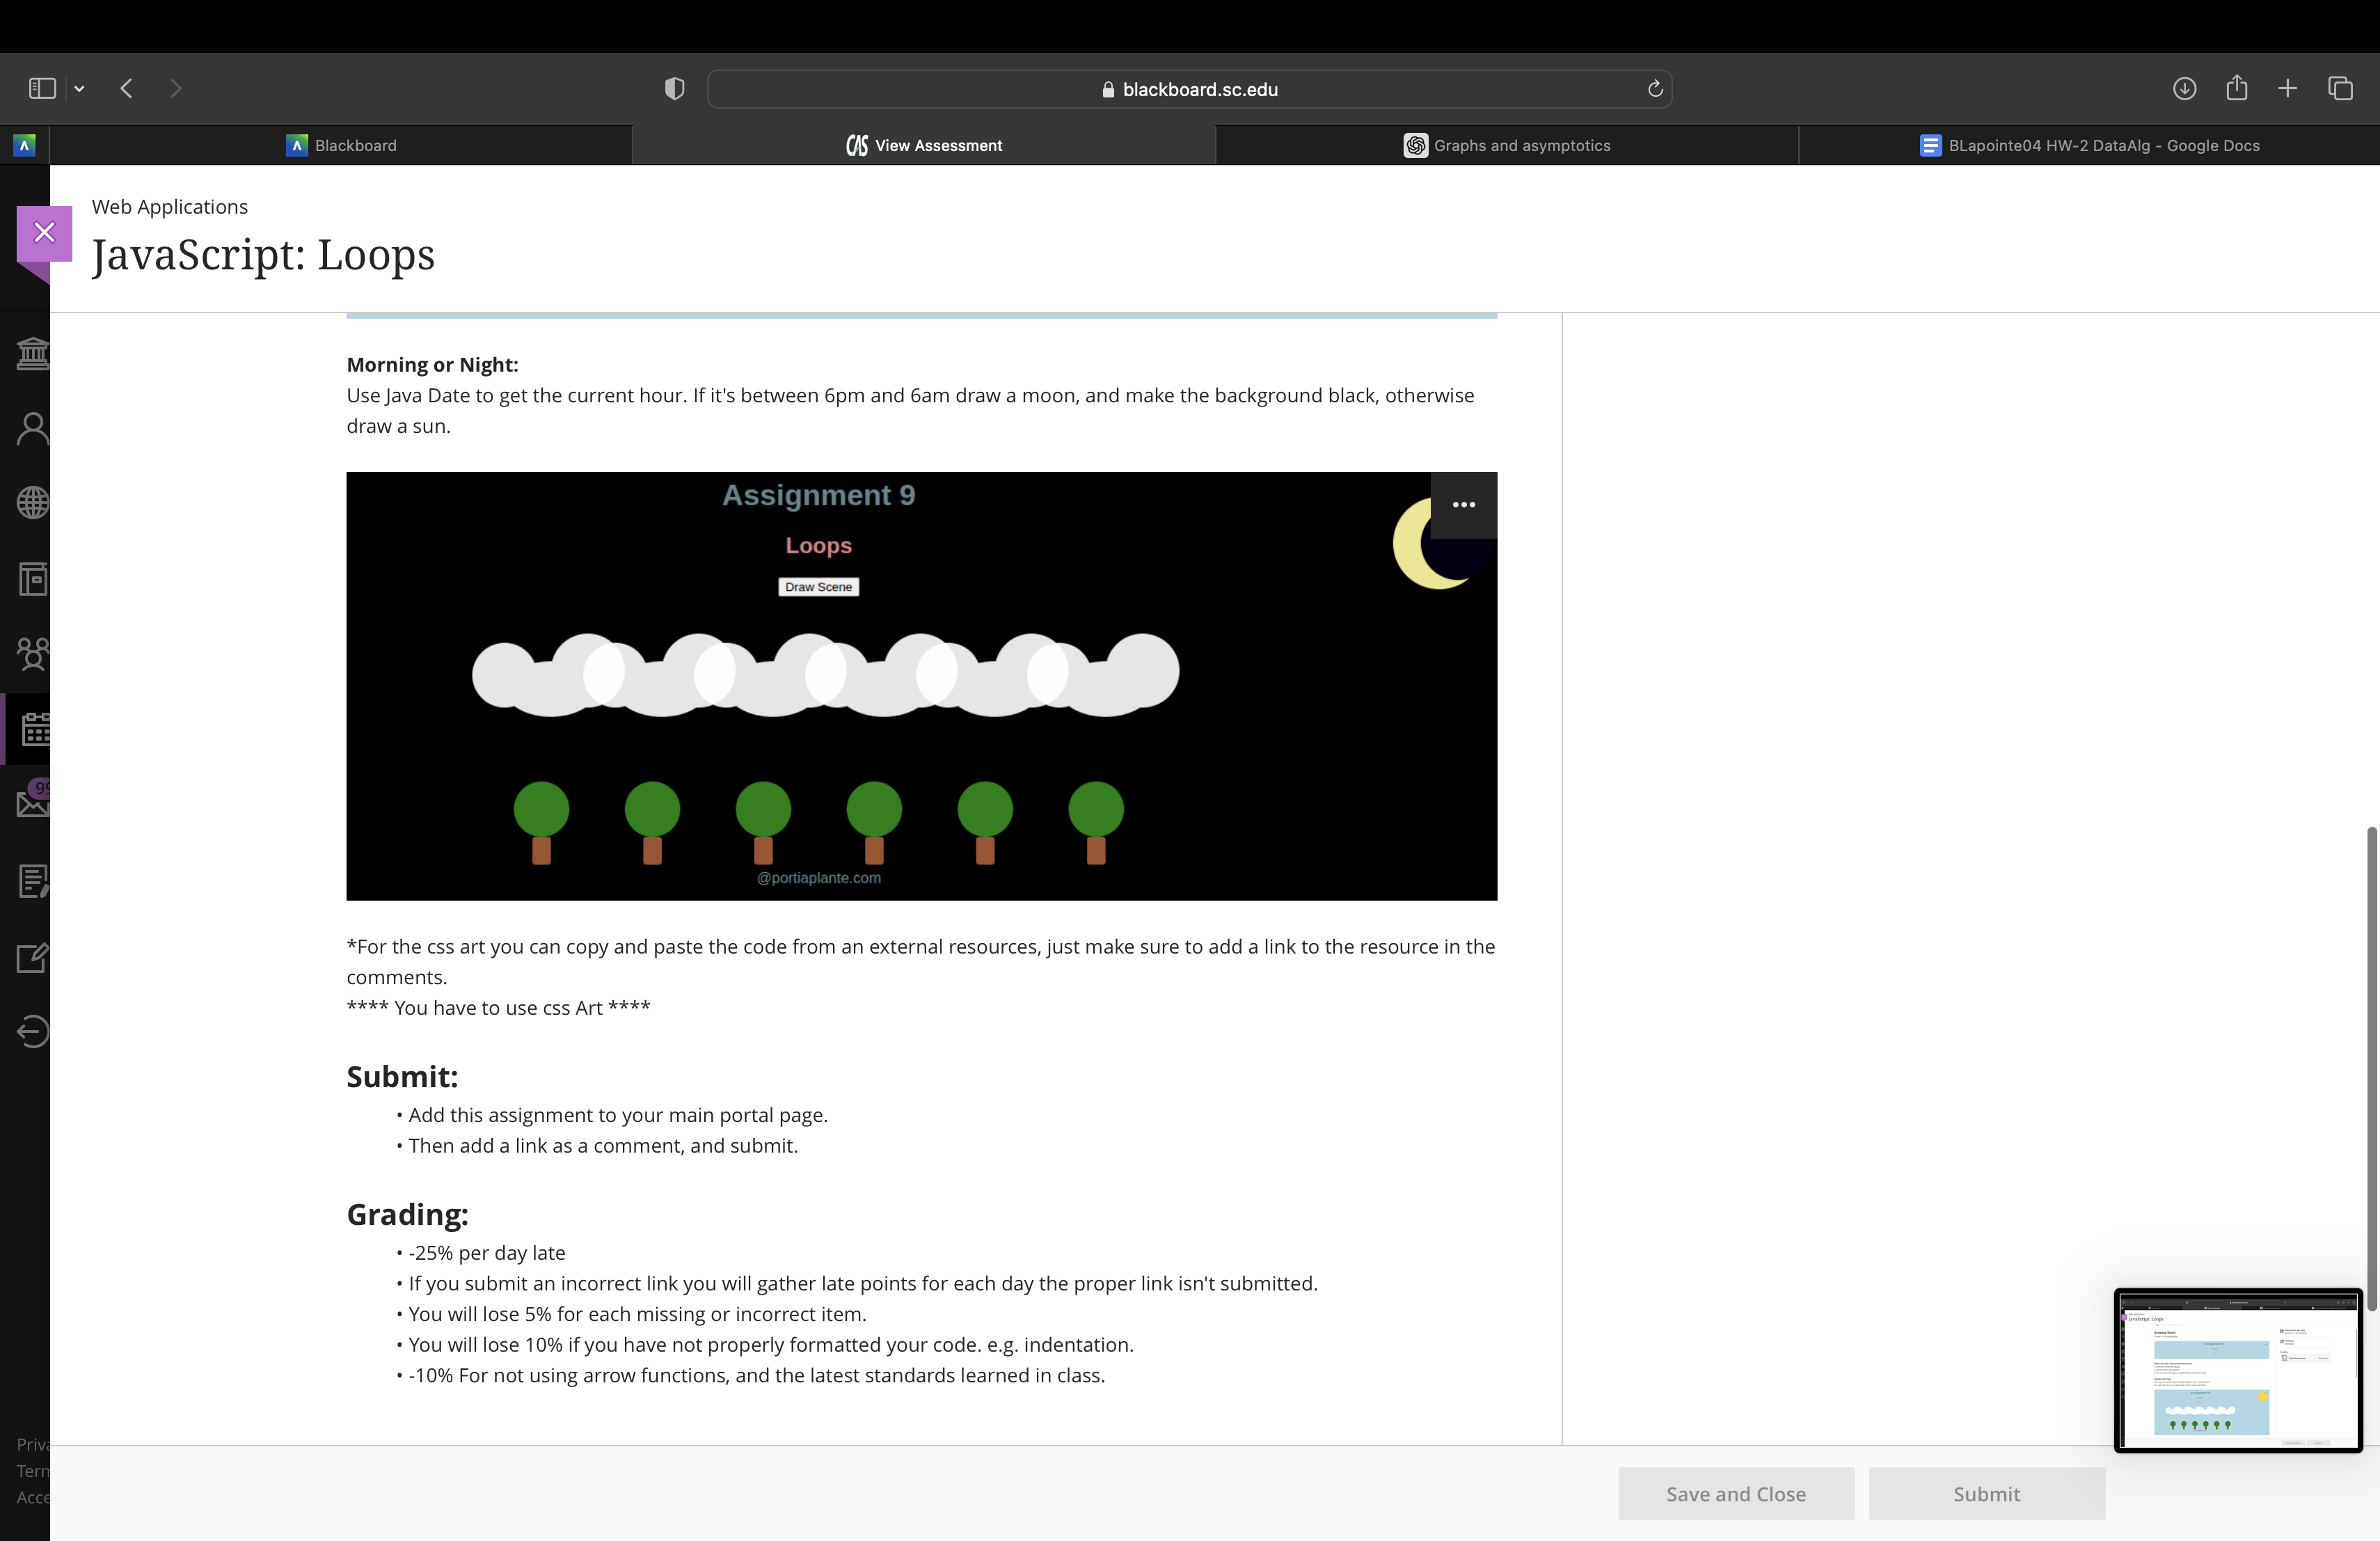 blackboard.sc.edu
Blackboard
CAS View Assessment
Graphs and asymptotics
BLapointe04 HW-2 DataAlg - Google Docs
Web Applications
JavaScript: Loops
Morning or Night:
Use Java Date to get the current hour. If it's between 6pm and 6am draw a moon, and make the background black, otherwise
draw a sun.
Assignment 9
Loops
Draw Scene
@portiaplante.com
*For the css art you can copy and paste the code from an external resources, just make sure to add a link to the resource in the
comments.
**** You have to use css Art ****
Submit:
• Add this assignment to your main portal page.
• Then add a link as a comment, and submit.
Grading:
• -25% per day late
• If you submit an incorrect link you will gather late points for each day the proper link isn't submitted.
• You will lose 5% for each missing or incorrect item.
• You will lose 10% if you have not properly formatted your code. e.g. indentation.
• -10% For not using arrow functions, and the latest standards learned in class.
99
Priva
Term
Acce
Save and Close
Submit
JavaScript: Loops